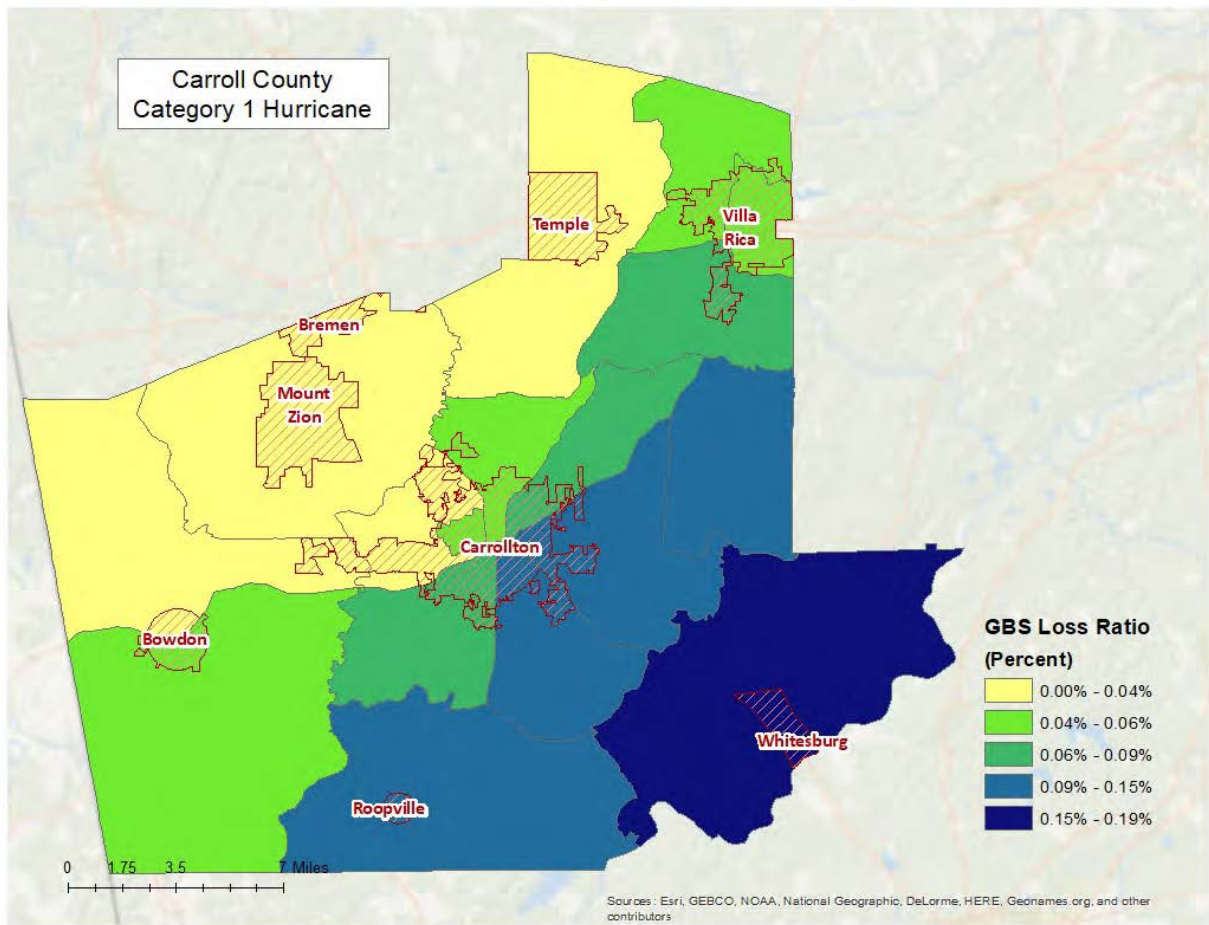 Carroll County
Category 1 Hurricane
Temple
Villa
Rica
Bremen
Mount
Zion
Carrollton
Bowdon
Whitesburg
Roopville
GBS Loss Ratio
(Percent)
0.00% - 0.04%
0.04% - 0.06%
0.06% - 0.09%
0.09% - 0.15%
0.15% - 0.19%
0 1.75 3.5 7 Miles
Sources: Esri, GEBCO, NOAA, National Geographic, DeLorme, HERE, Geonames.org, and other
contributors